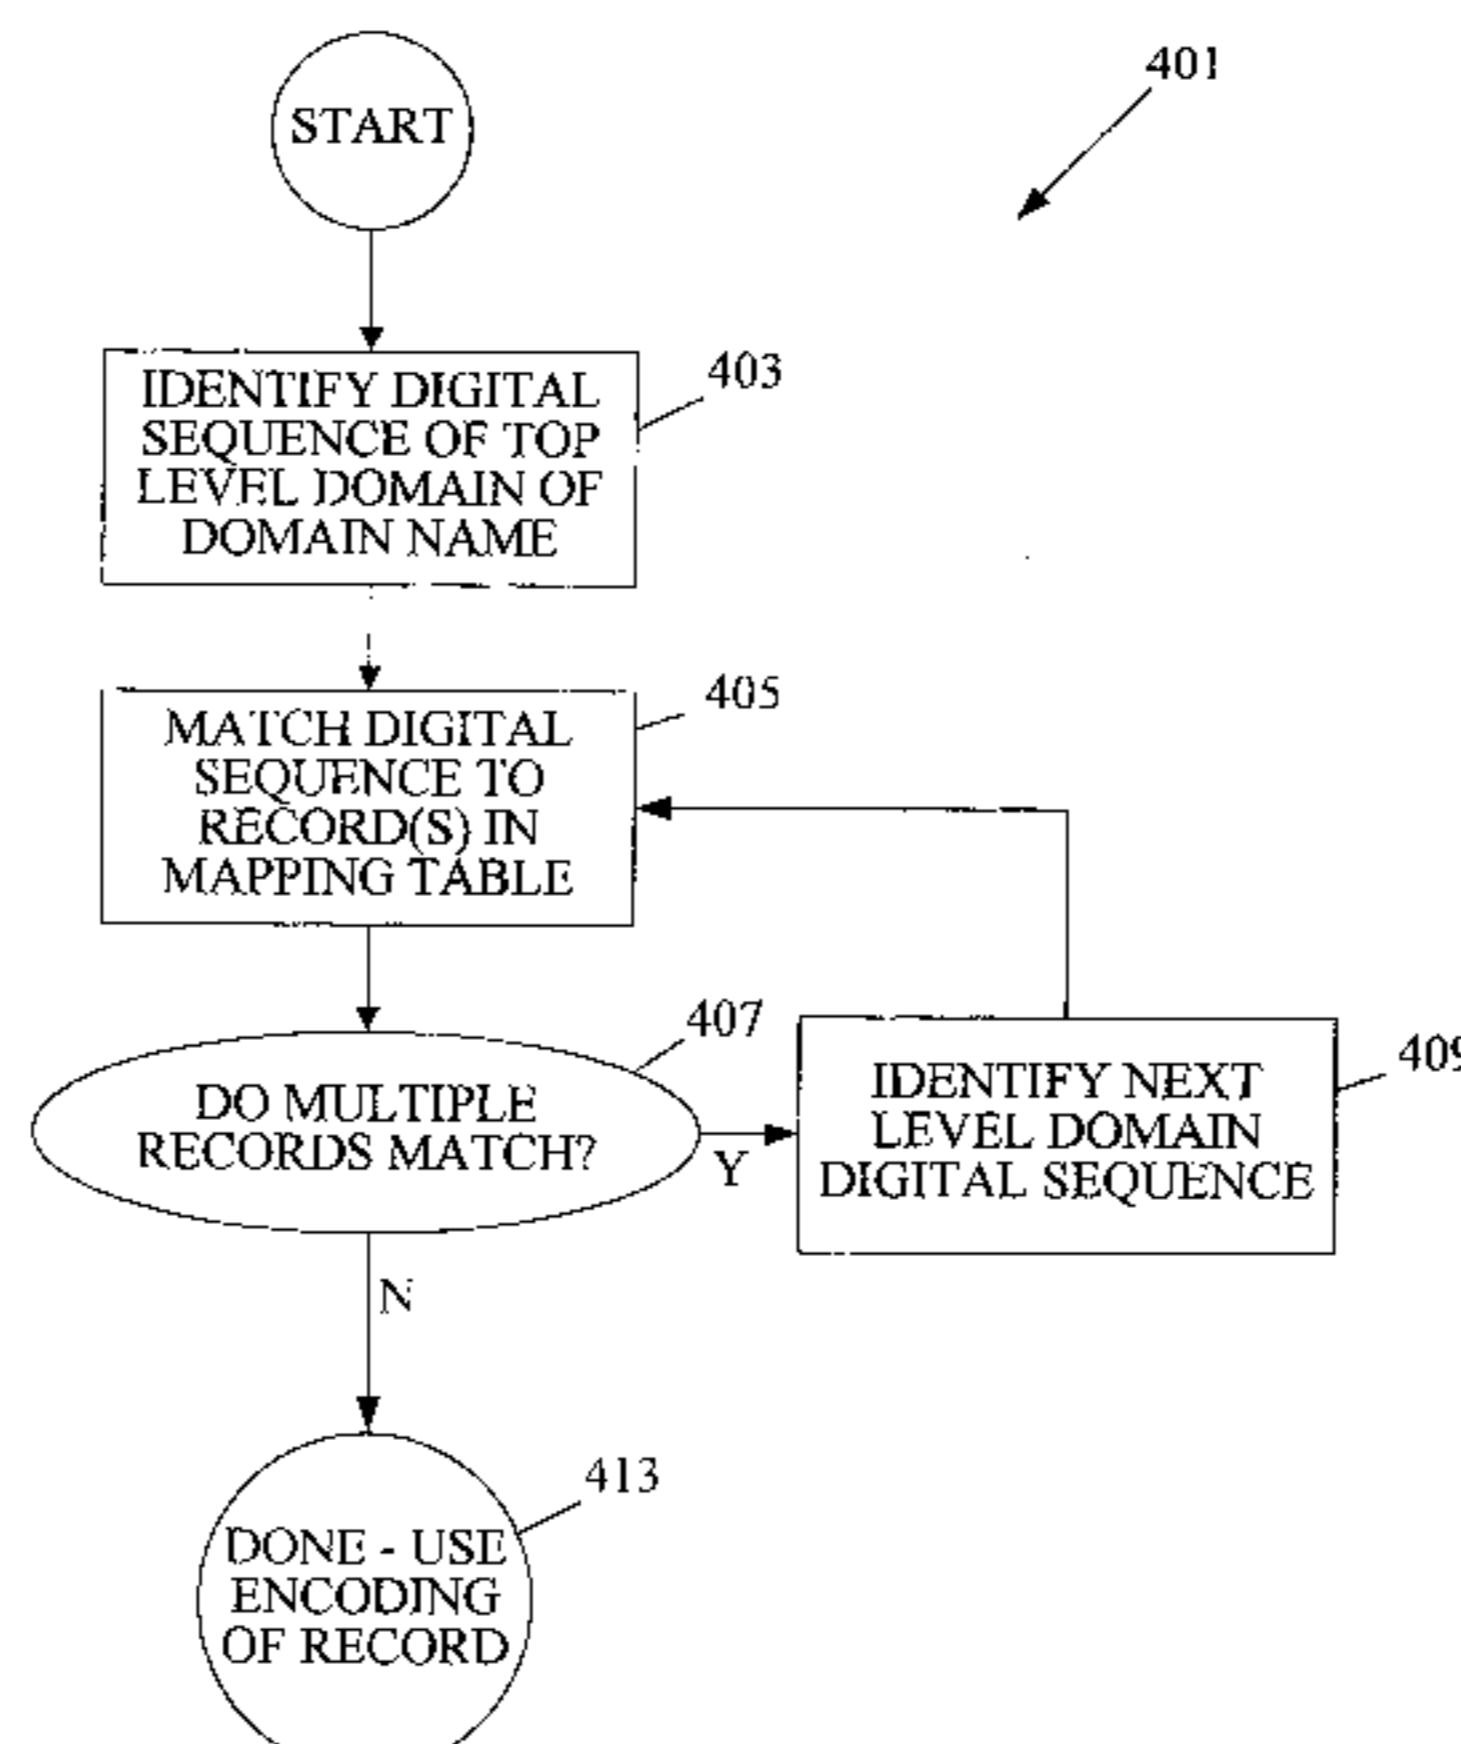 START
401
IDENTIFY DIGITAL
SEQUENCE OF TOP
LEVEL DOMAIN OF
DOMAIN NAME
403
MATCH DIGITAL
SEQUENCE TO
RECORD(S) IN
MAPPING TABLE
405
DO MULTIPLE
RECORDS MATCH?
407
Y
IDENTIFY NEXT
LEVEL DOMAIN
DIGITAL SEQUENCE
409
N
DONE - USE
ENCODING
OF RECORD
413